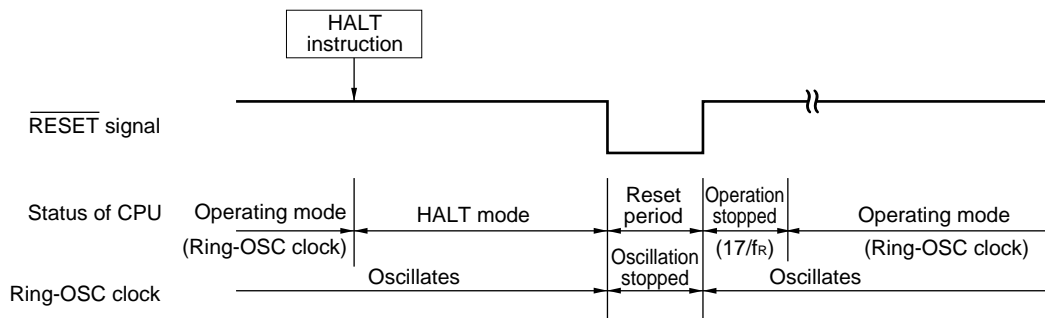 HALT
instruction
RESET signal
Status of CPU
Operating mode
(Ring-OSC clock)
HALT mode
Reset
period
Operation
stopped
(17/fR)
Operating mode
(Ring-OSC clock)
Oscillation
stopped
Ring-OSC clock
Oscillates
Oscillates